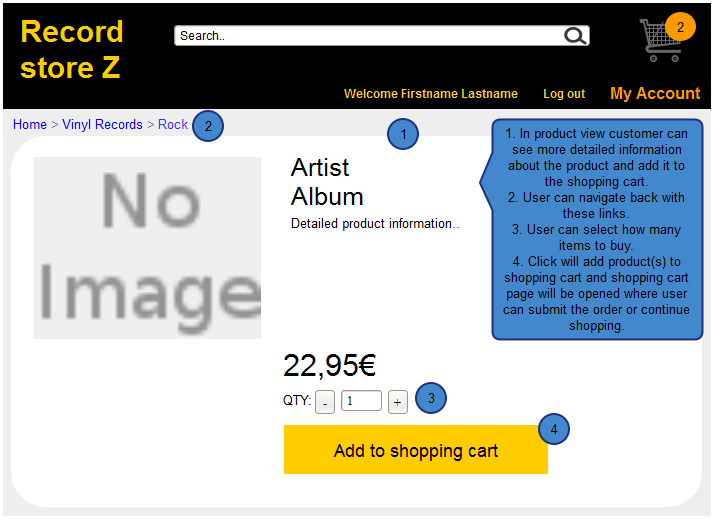 Record
store Z
Search..
2
Welcome Firstname Lastname
Log out
My Account
Home > Vinyl Records > Rock
2
1
No
Image
Artist
Album
Detailed product information..
1. In product view customer can
see more detailed information
about the product and add it to
the shopping cart.
2. User can navigate back with
these links.
3. User can select how many
items to buy.
4. Click will add product(s) to
shopping cart and shopping cart
page will be opened where user
can submit the order or continue
shopping.
22,95€
QTY: - 1 +
3
4
Add to shopping cart